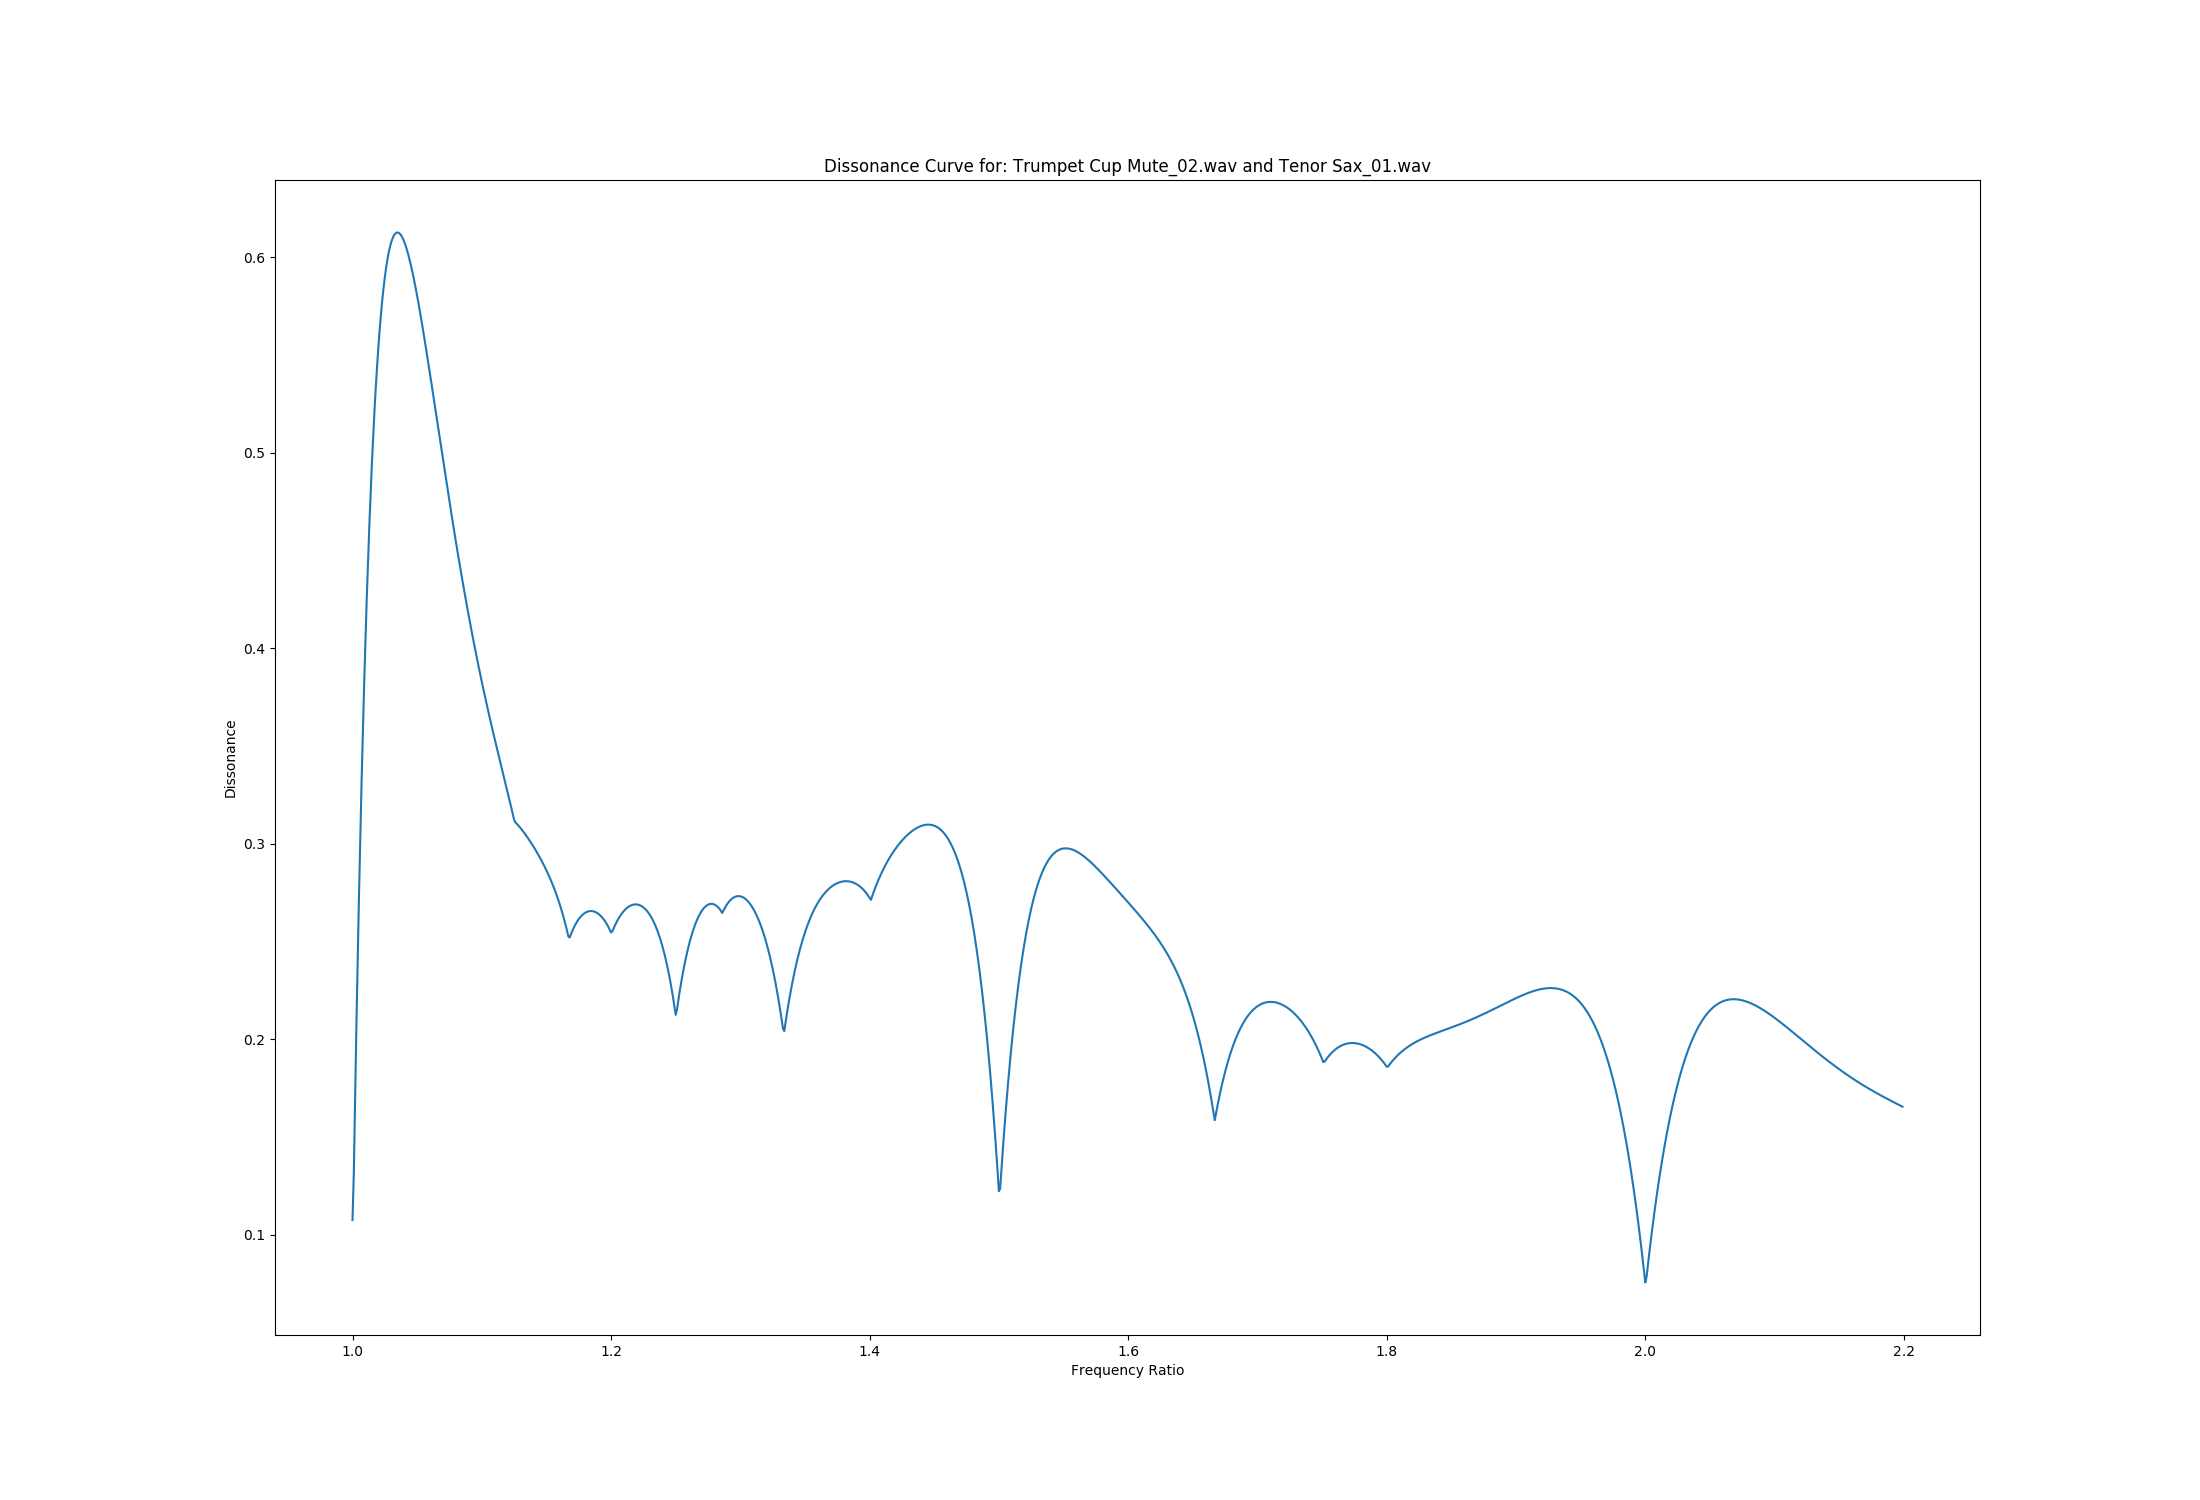 Dissonance Curve for: Trumpet Cup Mute_02.wav and Tenor Sax_01.wav
0.6
0.5
0.4
0.3
0.2
0.1
Dissonance
1.0 1.2 1.4 1.6 1.8 2.0 2.2
Frequency Ratio